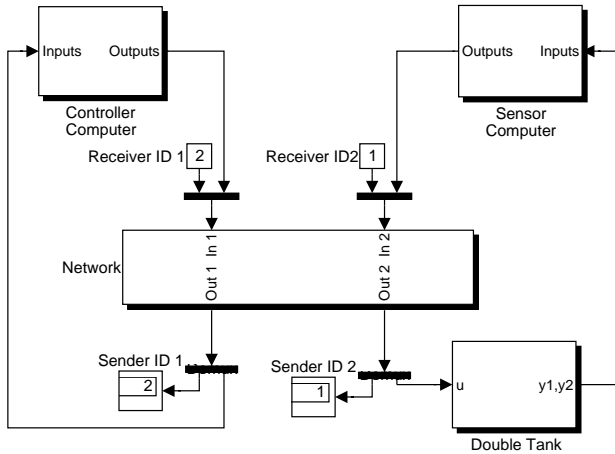 Inputs
Outputs
Controller
Computer
Outputs
Inputs
Sensor
Computer
Receiver ID 1
2
Receiver ID2
1
Network
In 1
Out 1
In 2
Out 2
Sender ID 1
2
Sender ID 2
1
u
y1,y2
Double Tank